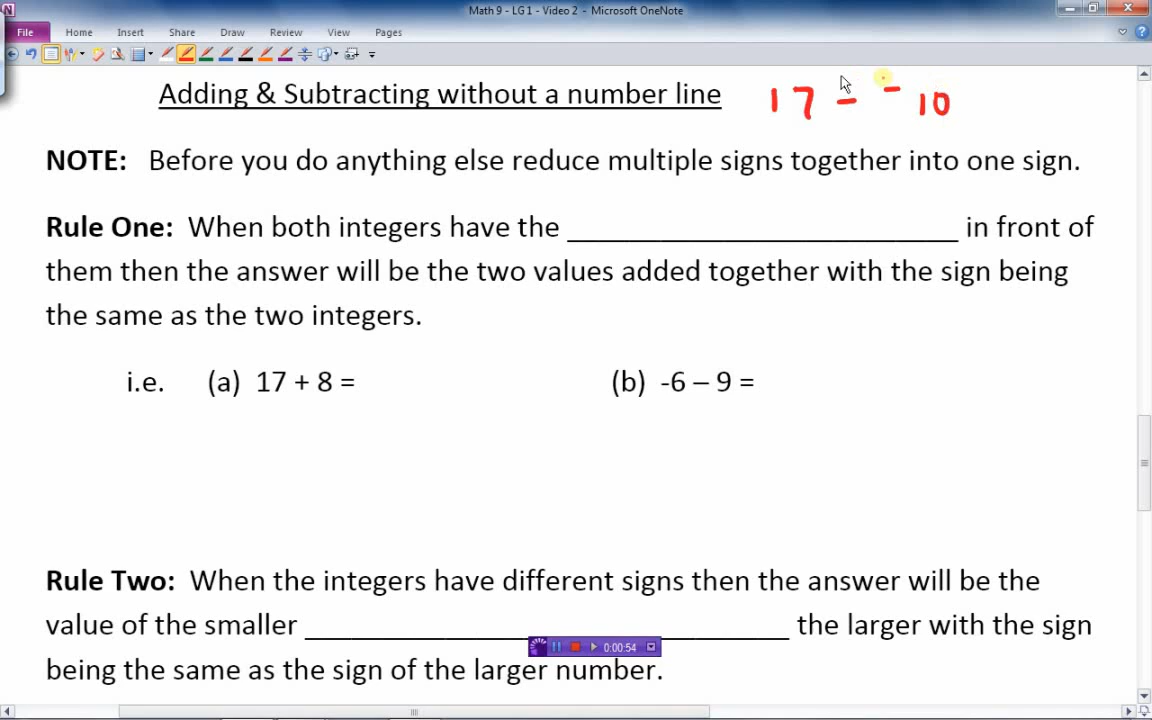 Math 9 - LG 1 - Video 2 - Microsoft OneNote
File Home Insert Share Draw Review View Pages
Adding & Subtracting without a number line 17 - - 10
NOTE: Before you do anything else reduce multiple signs together into one sign.
Rule One: When both integers have the ______________________ in front of
them then the answer will be the two values added together with the sign being
the same as the two integers.
i.e. (a) 17 + 8 = (b) -6 – 9 =
Rule Two: When the integers have different signs then the answer will be the
value of the smaller ______________________ the larger with the sign
0:00:54
being the same as the sign of the larger number.